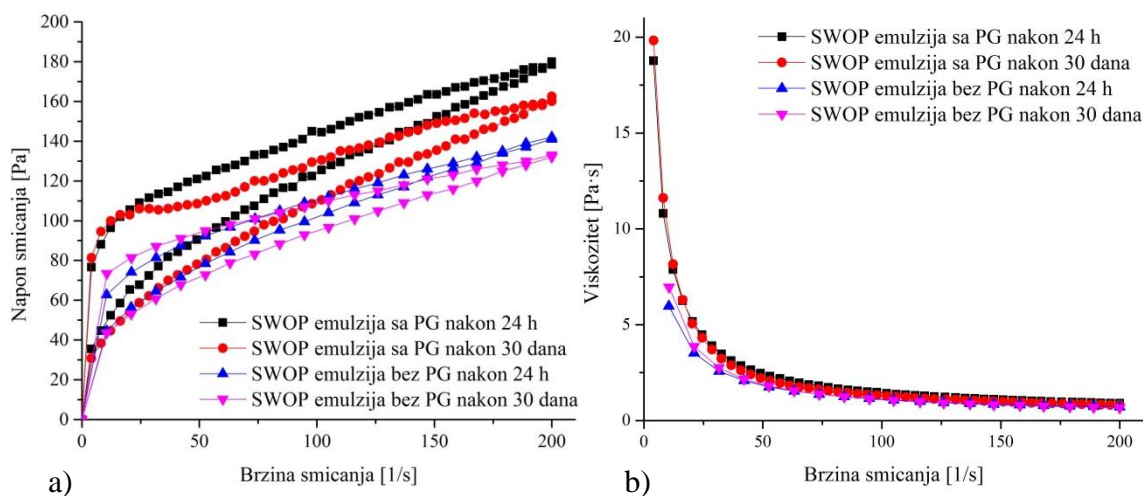 200
180
160
140
120
100
80
60
40
20
0
Napon smicanja [Pa]
SWOP emulzija sa PG nakon 24 h
SWOP emulzija sa PG nakon 30 dana
SWOP emulzija bez PG nakon 24 h
SWOP emulzija bez PG nakon 30 dana
0 50 100 150 200
Brzina smicanja [1/s]
a)
20
15
10
5
0
Viskozitet [Pa·s]
SWOP emulzija sa PG nakon 24 h
SWOP emulzija sa PG nakon 30 dana
SWOP emulzija bez PG nakon 24 h
SWOP emulzija bez PG nakon 30 dana
0 50 100 150 200
Brzina smicanja [1/s]
b)